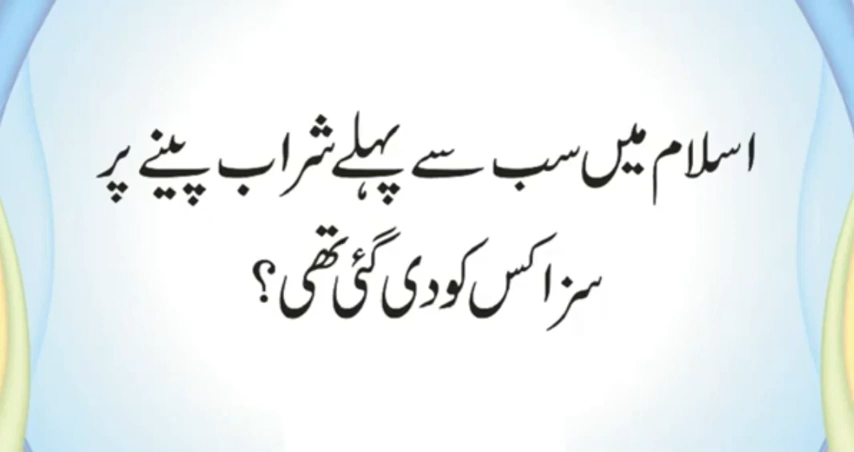 اسلام میں سب سے پہلے شراب پینے پر
سزا کس کو دی گئی تھی؟